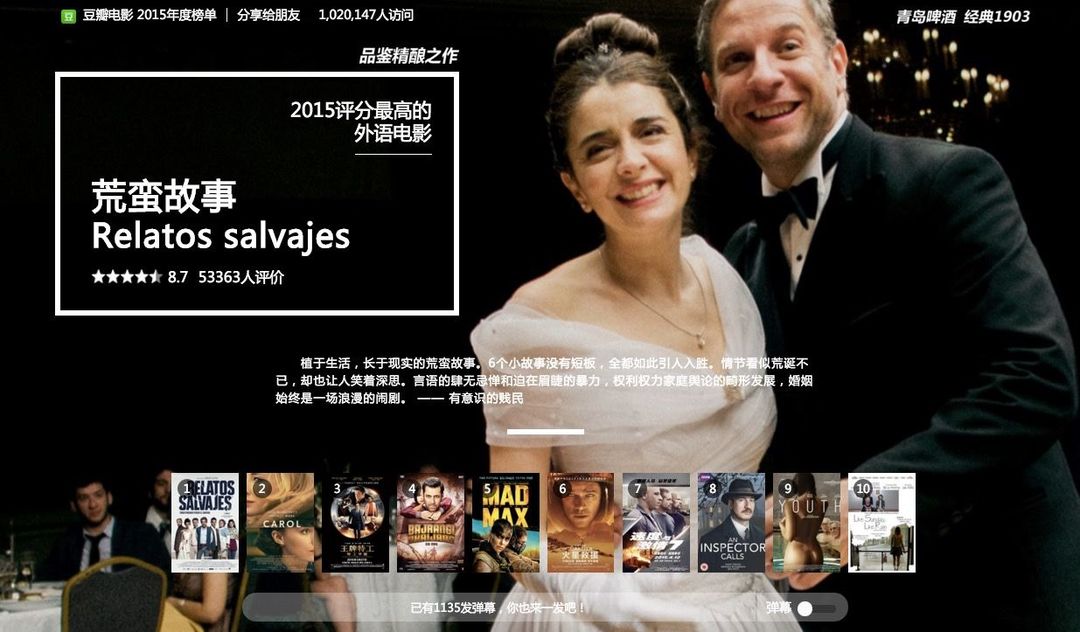 豆 豆瓣电影 2015年度榜单 | 分享给朋友 1,020,147人访问
青岛啤酒 经典1903
品鉴精酿之作
2015评分最高的
外语电影
荒蛮故事
Relatos salvajes
8.7 53363人评价
植于生活，长于现实的荒蛮故事。6个小故事没有短板，全都如此引人入胜。情节看似荒诞不
已，却也让人笑着深思。言语的肆无忌惮和迫在眉睫的暴力，权利权力家庭舆论的畸形发展，婚姻
始终是一场浪漫的闹剧。 —— 有意识的贱民
1 2 3 4 5 6 7 8 9 10
RELATOS
SALVAJES
CAROL
王牌特工
BAJRANGI
BHAIJAAN
MAD
MAX
火星救援
速度与
激情7
AN
INSPECTOR
CALLS
YOUTH
已有1135发弹幕，你也来一发吧！
弹幕